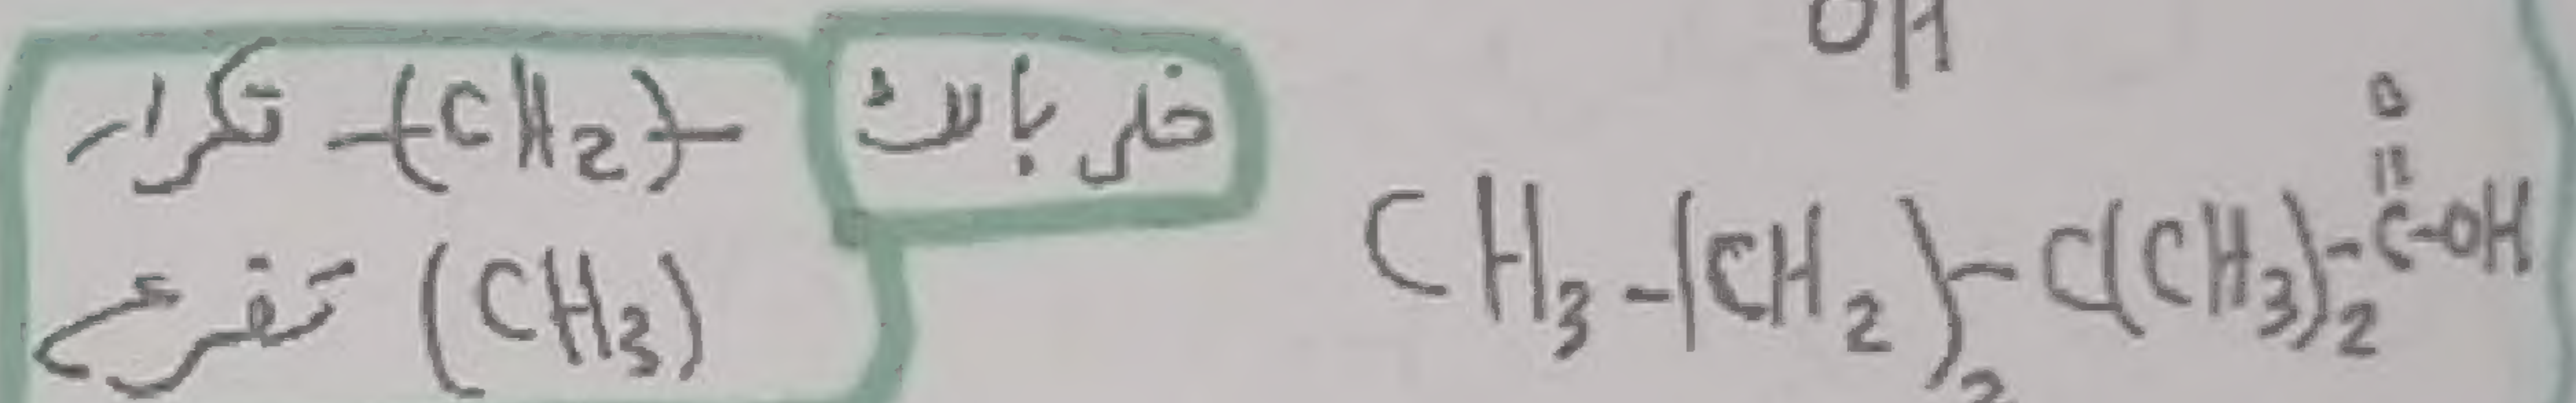 OH
خلى بالك
-(CH2)- تكرار
(CH3) تفرع
O
||
CH3-(CH2)2-C(CH3)2-C-OH